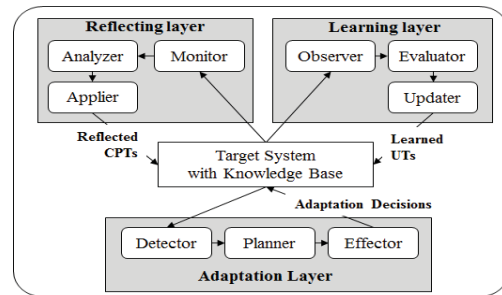 Reflecting layer
Analyzer
Monitor
Applier
Learning layer
Observer
Evaluator
Updater
Reflected
CPTs
Learned
UTs
Target System
with Knowledge Base
Adaptation Decisions
Detector
Planner
Effector
Adaptation Layer